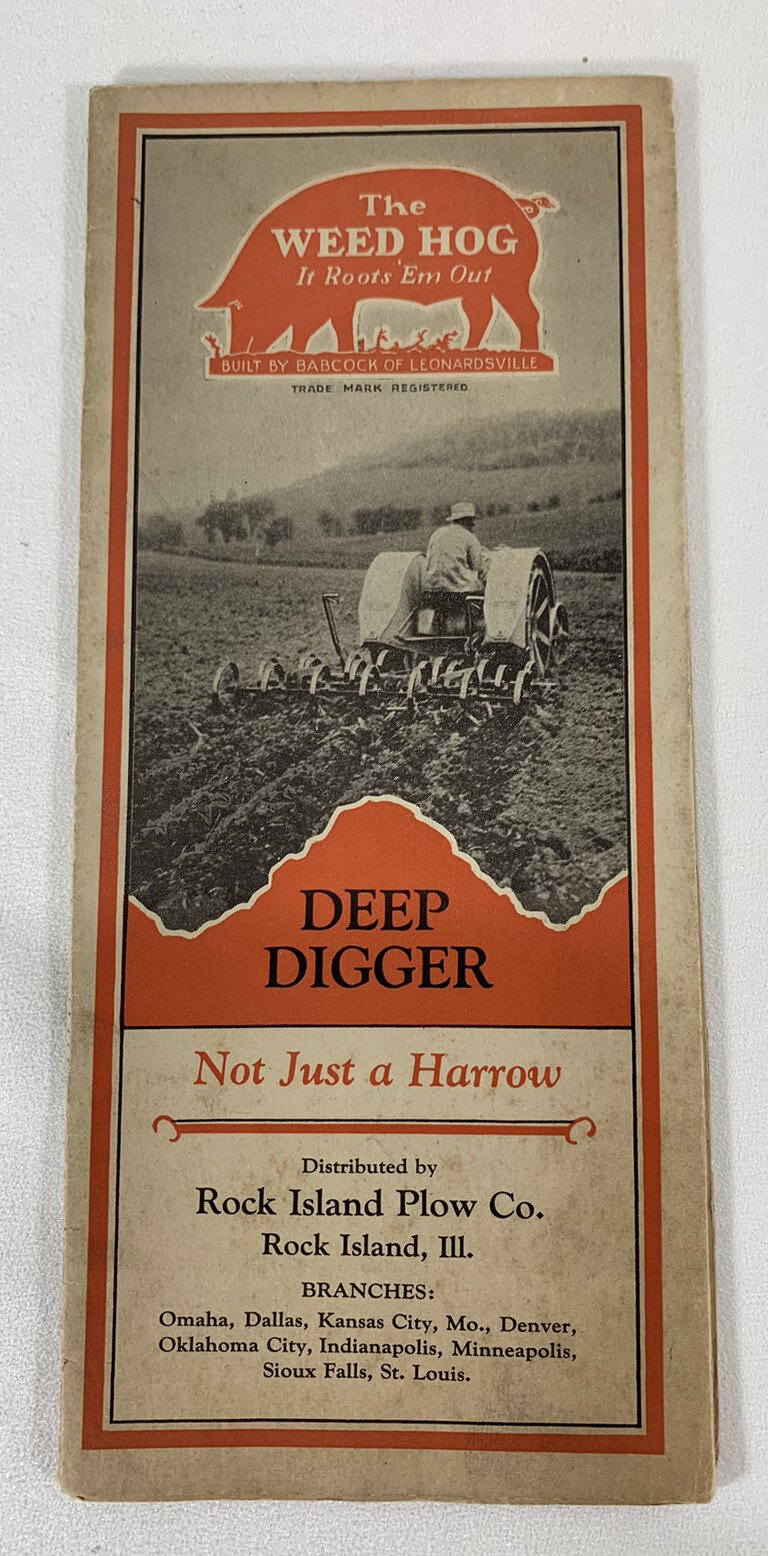 The
WEED HOG
It Roots 'Em Out
BUILT BY BABCOCK OF LEONARDSVILLE
TRADE MARK REGISTERED
DEEP
DIGGER
Not Just a Harrow
Distributed by
Rock Island Plow Co.
Rock Island, Ill.
BRANCHES:
Omaha, Dallas, Kansas City, Mo., Denver,
Oklahoma City, Indianapolis, Minneapolis,
Sioux Falls, St. Louis.